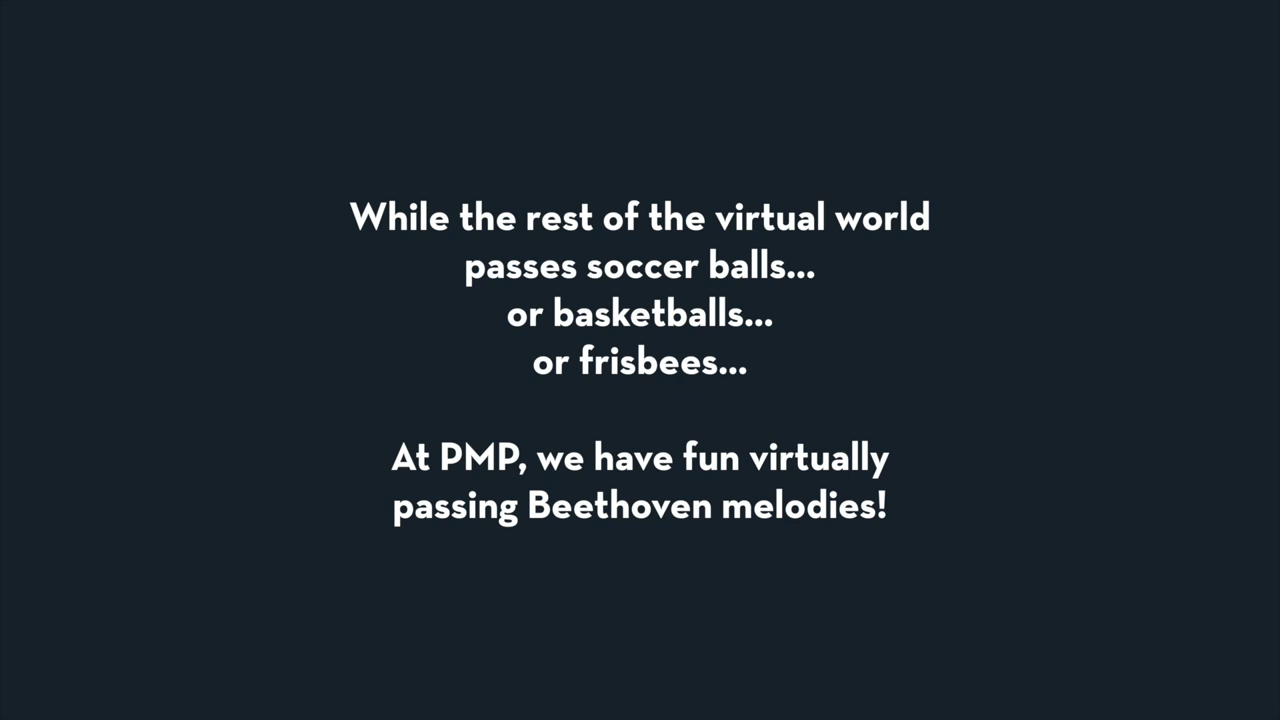 While the rest of the virtual world
passes soccer balls...
or basketballs...
or frisbees...
At PMP, we have fun virtually
passing Beethoven melodies!